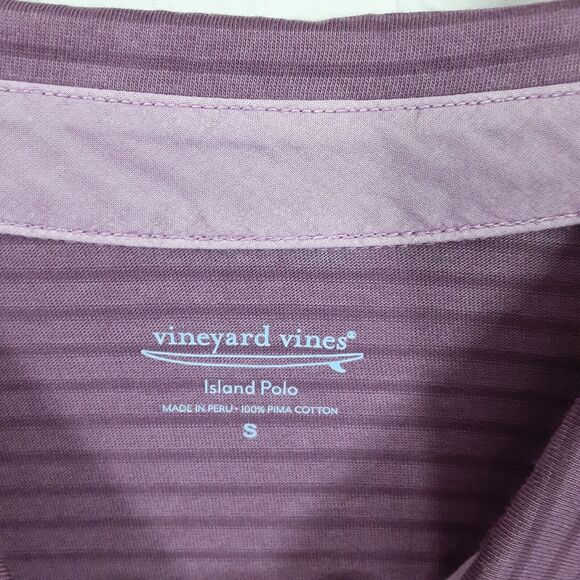 vineyard vines®
Island Polo
MADE IN PERU • 100% PIMA COTTON
S